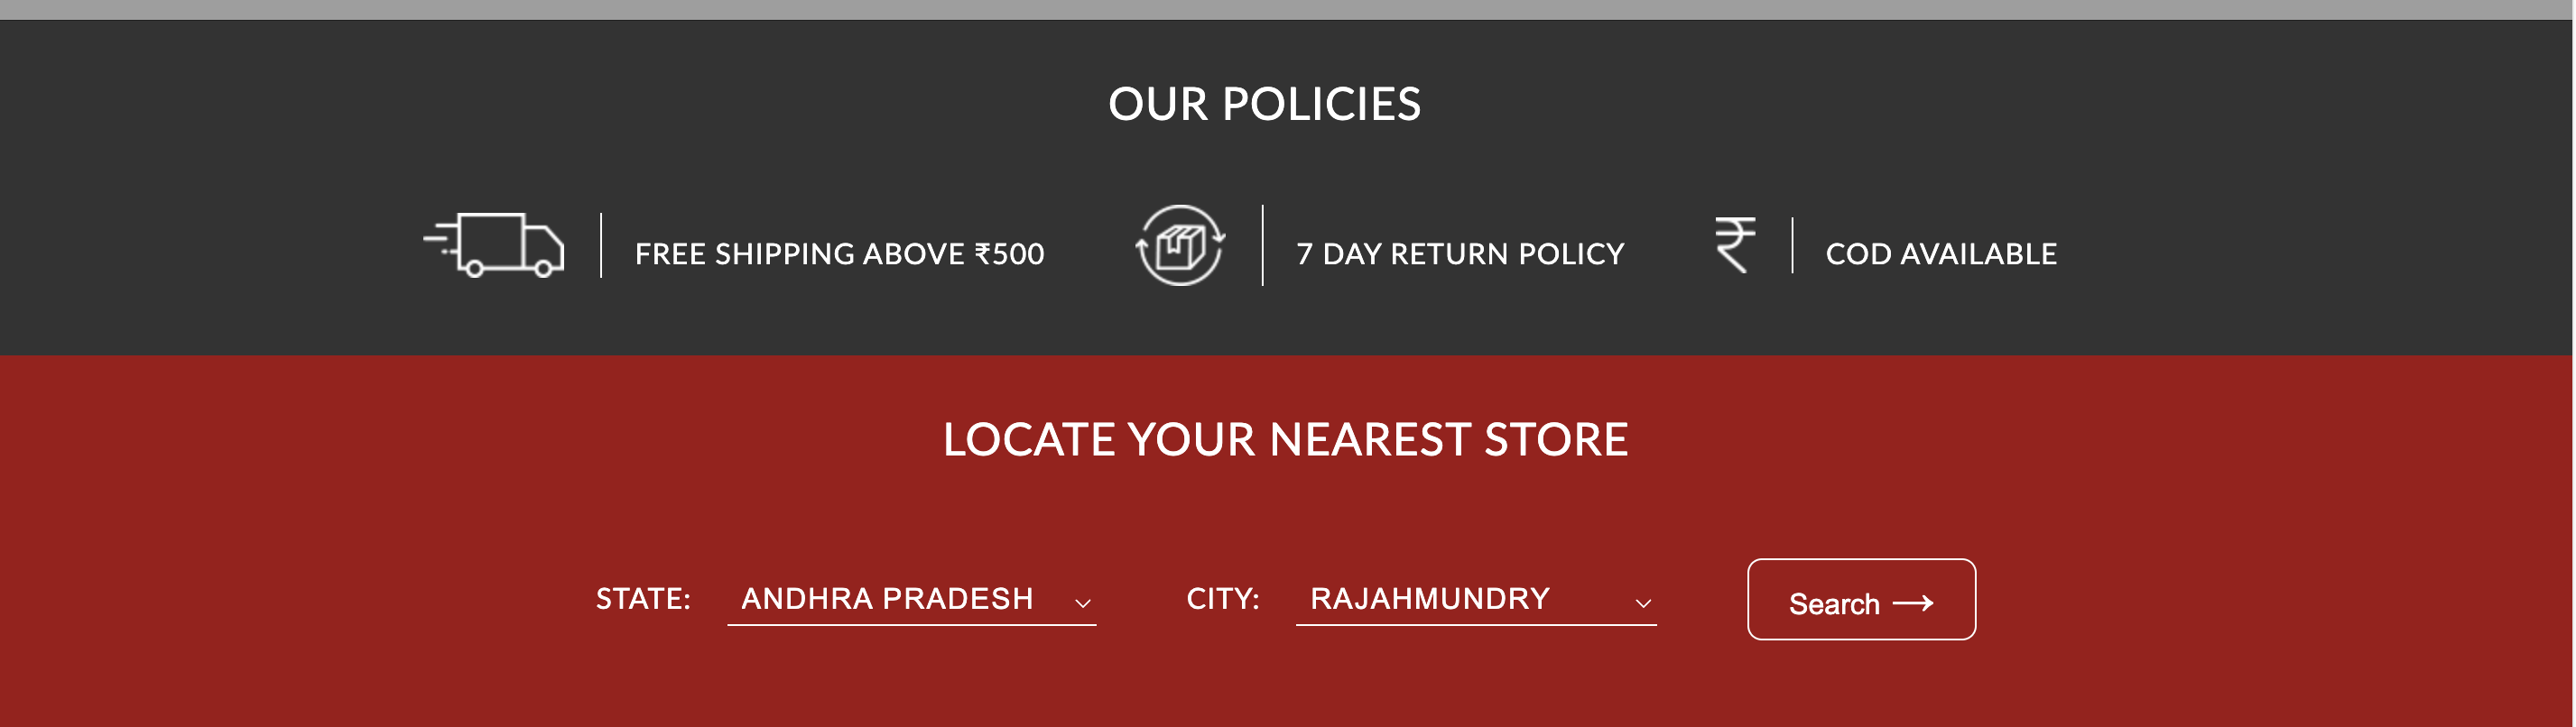 OUR POLICIES
FREE SHIPPING ABOVE ₹500
7 DAY RETURN POLICY
₹
COD AVAILABLE
LOCATE YOUR NEAREST STORE
STATE: ANDHRA PRADESH CITY: RAJAHMUNDRY Search →